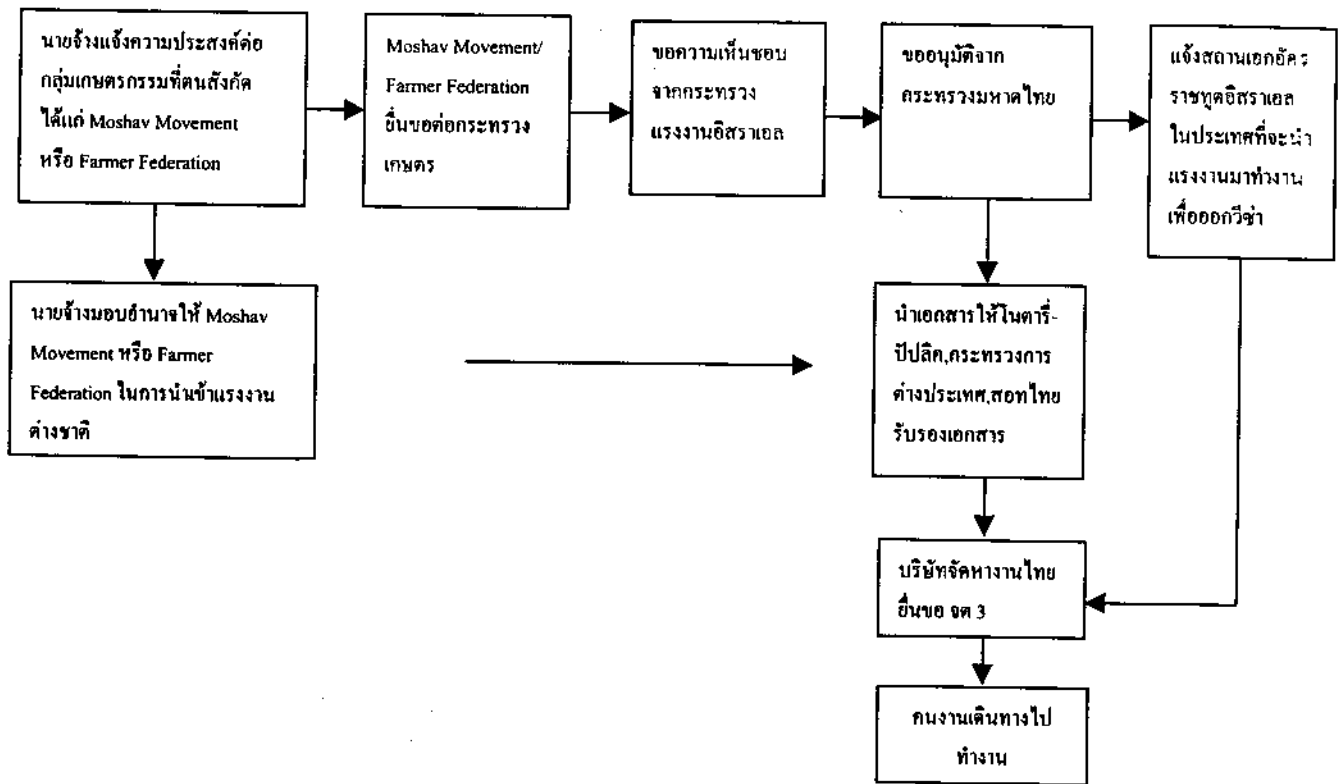 นายจ้างแจ้งความประสงค์ต่อ
กลุ่มเกษตรกรรมที่ตนสังกัด
ได้แก่ Moshav Movement
หรือ Farmer Federation
Moshav Movement/
Farmer Federation
ยื่นขอต่อกระทรวง
เกษตร
ขอความเห็นชอบ
จากกระทรวง
แรงงานอิสราเอล
ขออนุมัติจาก
กระทรวงมหาดไทย
แจ้งสถานเอกอัคร
ราชทูตอิสราเอล
ในประเทศที่จะนำ
แรงงานมาทำงาน
เพื่อออกวีซ่า
นายจ้างมอบอำนาจให้ Moshav
Movement หรือ Farmer
Federation ในการนำเข้าแรงงาน
ต่างชาติ
นำเอกสารให้โนตารี่-
ปัปลิค,กระทรวงการ
ต่างประเทศ,สอทไทย
รับรองเอกสาร
บริษัทจัดหางานไทย
ยื่นขอ จต 3
คนงานเดินทางไป
ทำงาน